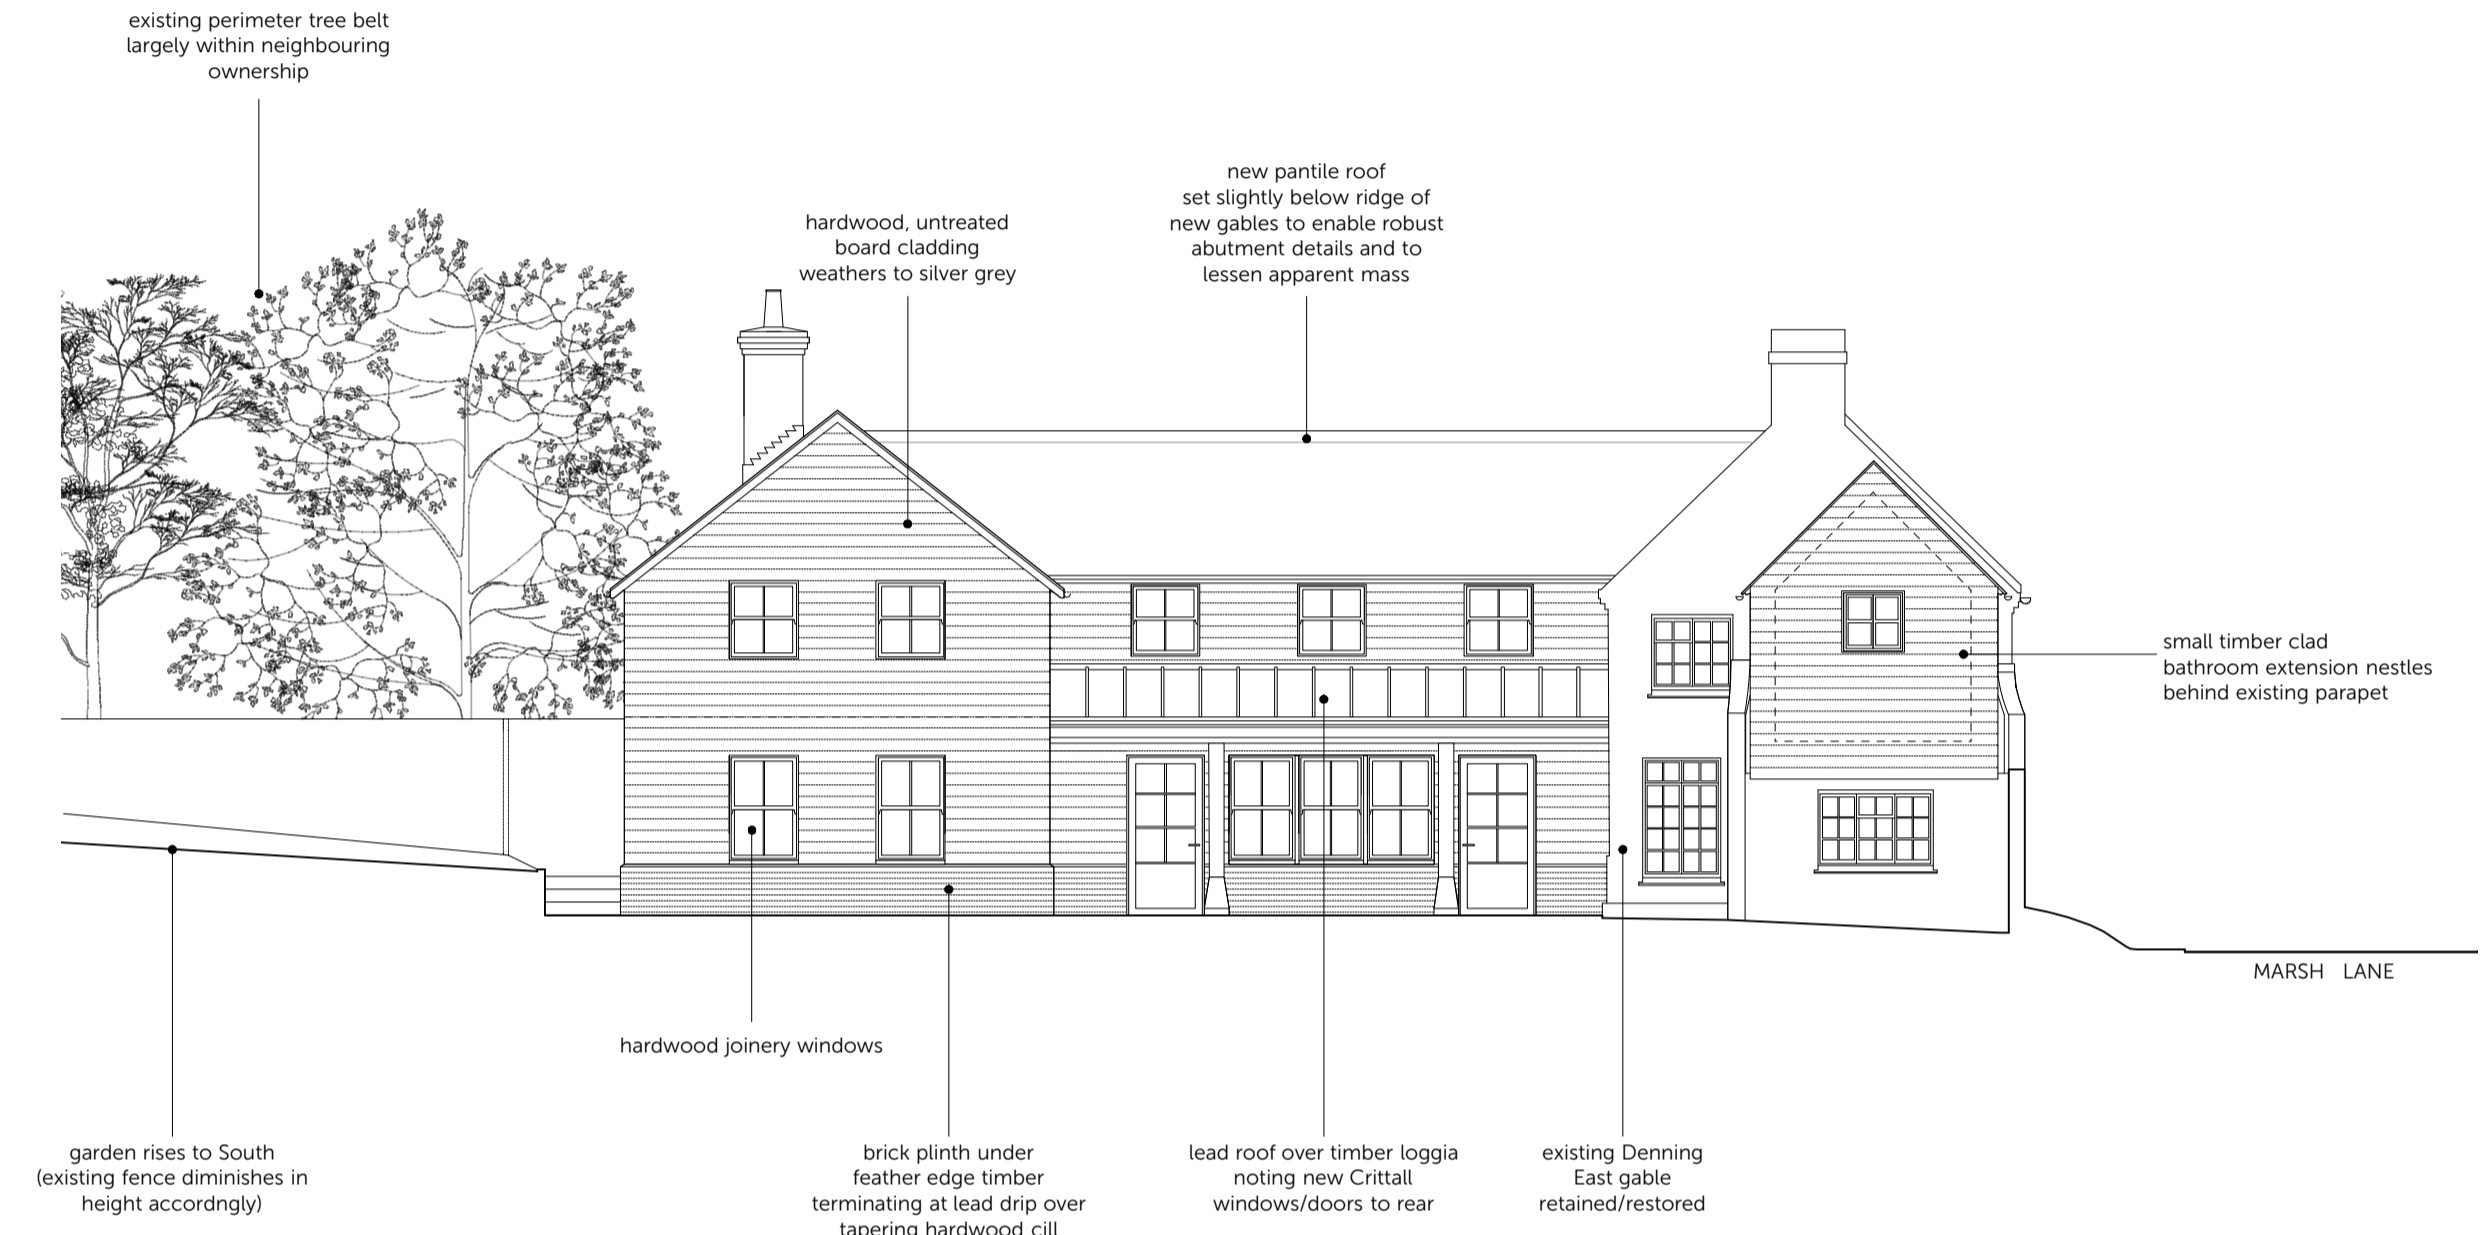 existing perimeter tree belt
largely within neighbouring
ownership
hardwood, untreated
board cladding
weathers to silver grey
new pantile roof
set slightly below ridge of
new gables to enable robust
abutment details and to
lessen apparent mass
small timber clad
bathroom extension nestles
behind existing parapet
MARSH LANE
hardwood joinery windows
garden rises to South
(existing fence diminishes in
height accordngly)
brick plinth under
feather edge timber
terminating at lead drip over
tapering hardwood cill
lead roof over timber loggia
noting new Crittall
windows/doors to rear
existing Denning
East gable
retained/restored